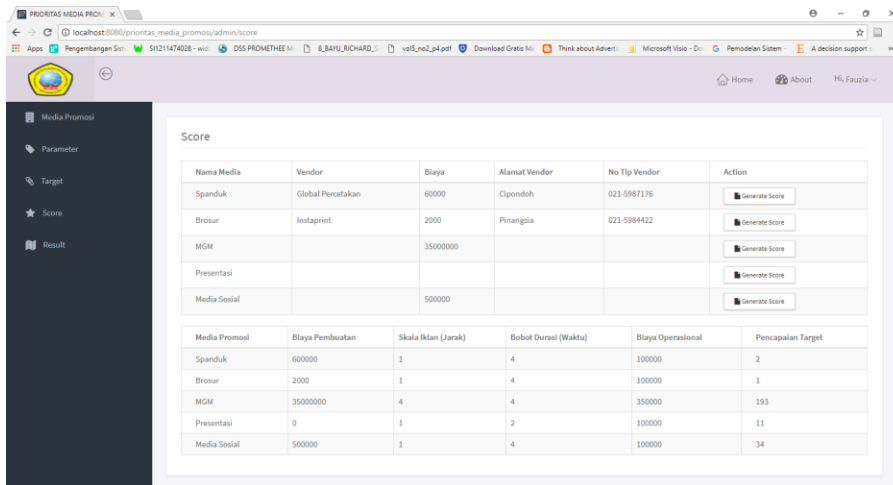 PRIORITAS MEDIA PROM
localhost:8080/prioritas_media_promosi/admin/score
Apps Pengembangan Sist SI1211474028 - wid DSS PROMETHEE M 8_BAYU_RICHARD_S vol5_no2_p4.pdf Download Gratis Mo Think about Adverti Microsoft Visio - Do Pemodelan Sistem - A decision support s
Home About Hi, Fauzia
Media Promosi
Parameter
Target
Score
Result
Score
Nama Media Vendor Biaya Alamat Vendor No Tlp Vendor Action
Spanduk Global Percetakan 60000 Cipondoh 021-5987176 Generate Score
Brosur Instaprint 2000 Pinangsia 021-5984422 Generate Score
MGM 35000000 Generate Score
Presentasi Generate Score
Media Sosial 500000 Generate Score
Media Promosi Biaya Pembuatan Skala Iklan (Jarak) Bobot Durasi (Waktu) Biaya Operasional Pencapaian Target
Spanduk 600000 1 4 100000 2
Brosur 2000 1 4 100000 1
MGM 35000000 4 4 350000 193
Presentasi 0 1 2 100000 11
Media Sosial 500000 1 4 100000 34